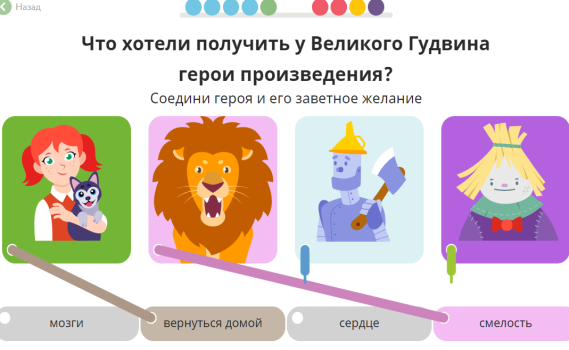 Назад
Что хотели получить у Великого Гудвина
герои произведения?
Соедини героя и его заветное желание
мозги
вернуться домой
сердце
смелость